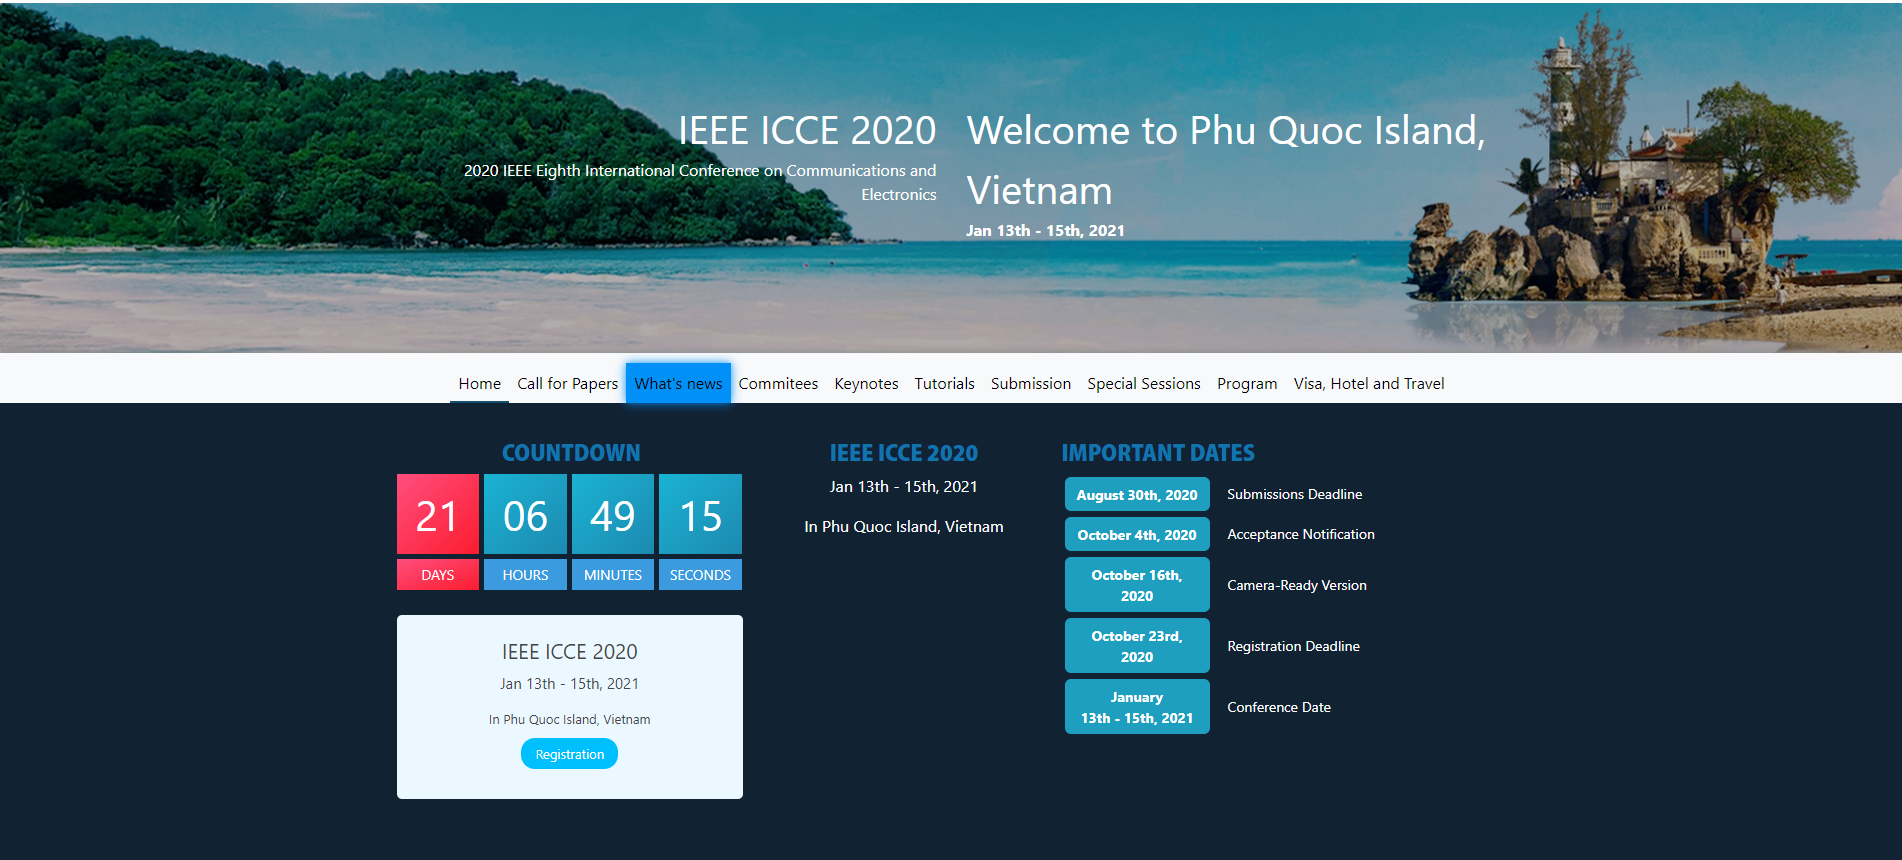 IEEE ICCE 2020
2020 IEEE Eighth International Conference on Communications and
Electronics
Welcome to Phu Quoc Island,
Vietnam
Jan 13th - 15th, 2021
Home Call for Papers What's news Commitees Keynotes Tutorials Submission Special Sessions Program Visa, Hotel and Travel
COUNTDOWN
21 06 49 15
DAYS HOURS MINUTES SECONDS
IEEE ICCE 2020
Jan 13th - 15th, 2021
In Phu Quoc Island, Vietnam
Registration
IEEE ICCE 2020
Jan 13th - 15th, 2021
In Phu Quoc Island, Vietnam
IMPORTANT DATES
August 30th, 2020 Submissions Deadline
October 4th, 2020 Acceptance Notification
October 16th,
2020
Camera-Ready Version
October 23rd,
2020
Registration Deadline
January
13th - 15th, 2021
Conference Date